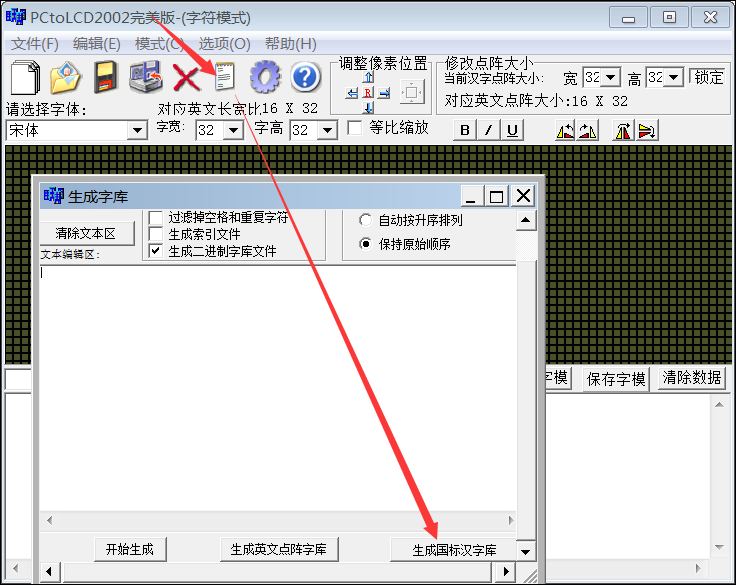 PCtoLCD2002完美版-(字符模式)
文件(F) 编辑(E) 模式(C) 选项(O) 帮助(H)
调整像素位置
修改点阵大小
当前汉字点阵大小: 宽 32 高 32 锁定
对应英文点阵大小:16 X 32
请选择字体: 对应英文长宽比16 X 32
宋体 字宽: 32 字高 32 等比缩放 B I U
R
生成字库
清除文本区
过滤掉空格和重复字符
生成索引文件
生成二进制字库文件
自动按升序排列
保持原始顺序
文本编辑区:
字模 保存字模 清除数据
开始生成 生成英文点阵字库 生成国标汉字库